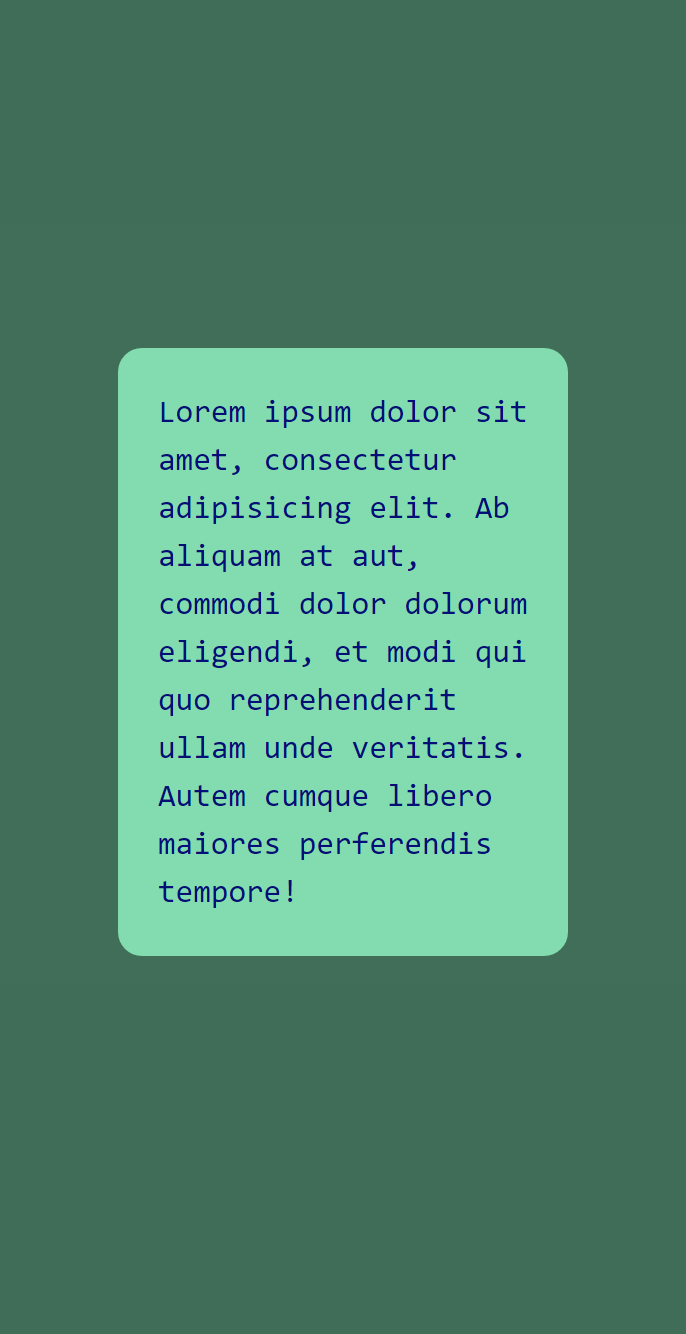 Lorem ipsum dolor sit
amet, consectetur
adipisicing elit. Ab
aliquam at aut,
commodi dolor dolorum
eligendi, et modi qui
quo reprehenderit
ullam unde veritatis.
Autem cumque libero
maiores perferendis
tempore!